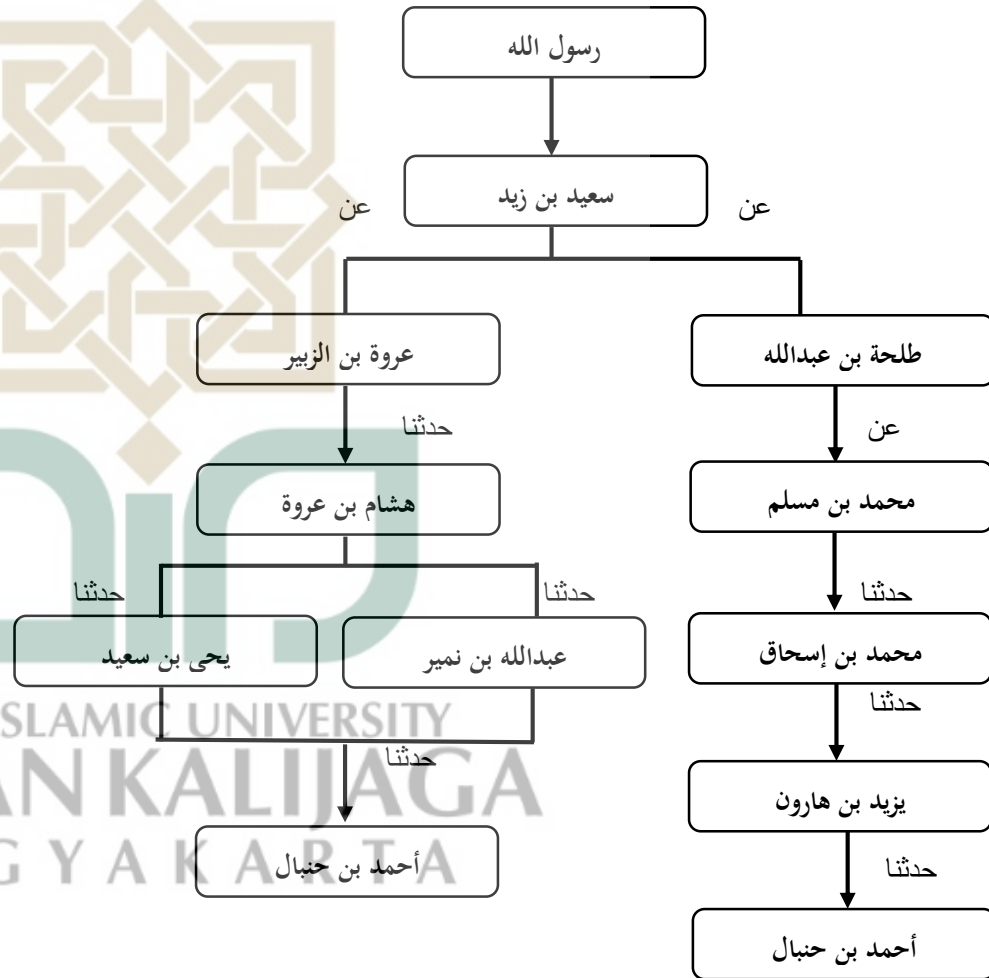 رسول الله
سعيد بن زيد
عن
عن
طلحة بن عبدالله
عروة بن الزبير
عن
حدثنا
محمد بن مسلم
هشام بن عروة
حدثنا
حدثنا
حدثنا
محمد بن إسحاق
عبدالله بن نمير
يحى بن سعيد
حدثنا
حدثنا
يزيد بن هارون
أحمد بن حنبال
حدثنا
أحمد بن حنبال
SLAMIC UNIVERSITY
AN KALIJAGA
GYAKARTA